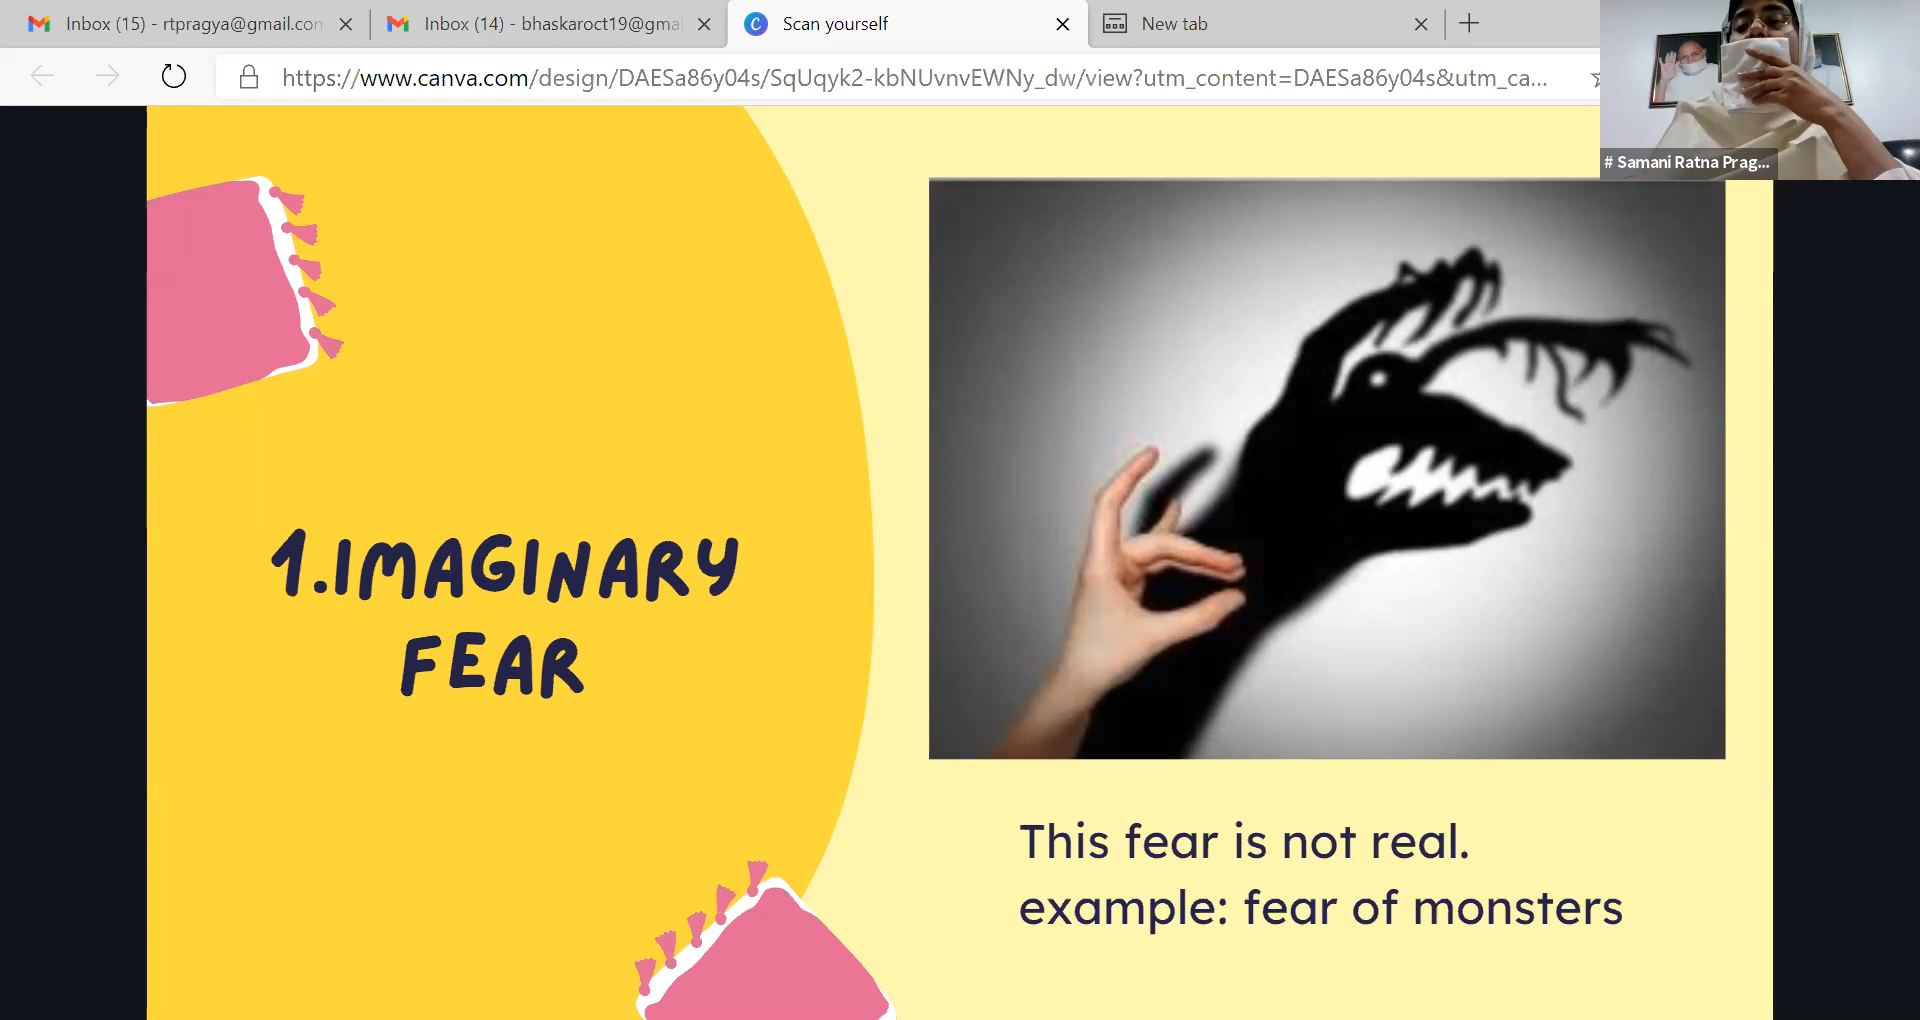 Inbox (15) - rtpragya@gmail.con
Inbox (14) - bhaskaroct19@gma
Scan yourself
New tab
https://www.canva.com/design/DAESa86y04s/SqUqyk2-kbNUvnvEWNy_dw/view?utm_content=DAESa86y04s&utm_ca...
# Samani Ratna Prag...
1.IMAGINARY
FEAR
This fear is not real.
example: fear of monsters